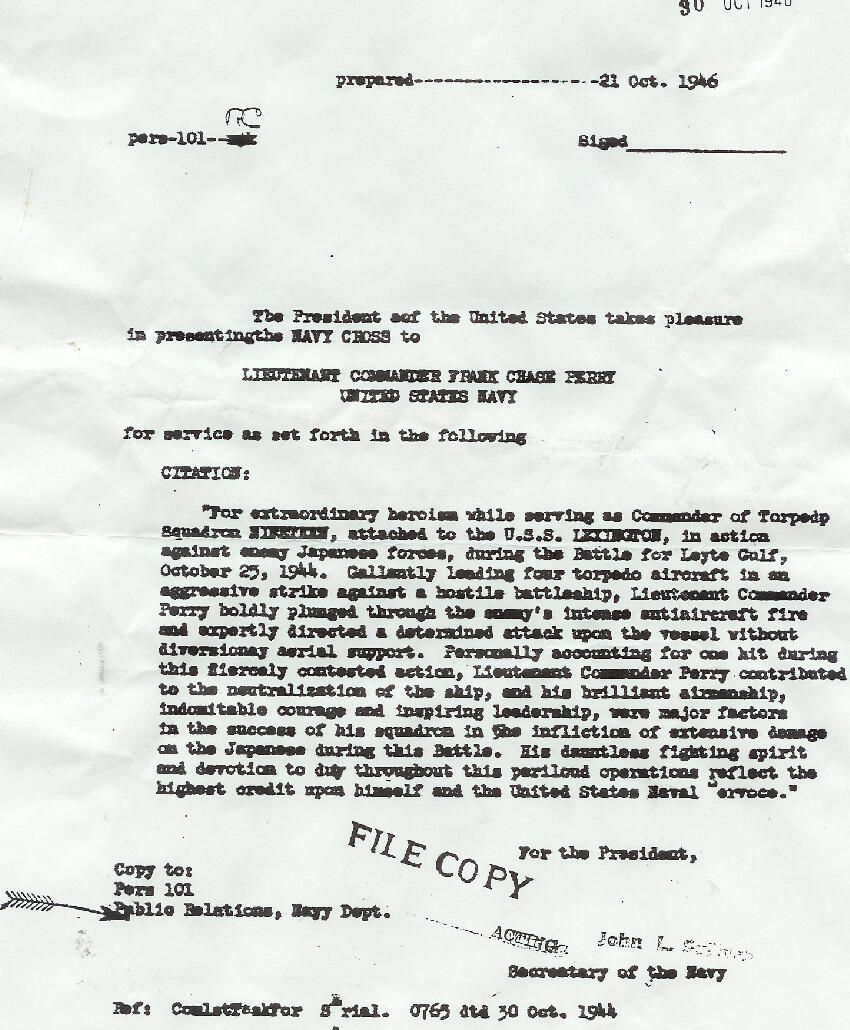 30 OCT 1946
prepared--------------------21 Oct. 1946
pers-101--
Siged
The President aof the United States takes pleasure
in presentingthe NAVY CROSS to
LIEUTENANT COMMANDER FRANK CHASE PERRY
UNITED STATES NAVY
for service as set forth in the following
CITATION:
"For extraordinary heroism while serving as Commander of Torpedp
Squadron NINETEEN, attached to the U.S.S. LEXINGTON, in action
against enemy Japanese forces, during the Battle for Leyte Gulf,
October 25, 1944. Gallantly leading four torpedo aircraft in an
aggressive strike against a hostile battleship, Lieutenant Commander
Perry boldly plunged through the enemy's intense antiaircraft fire
and expertly directed a determined attack upon the vessel without
diversionay aerial support. Personally accounting for one hit during
this fiercely contested action, Lieutenant Commander Perry contributed
to the neutralization of the ship, and his brilliant airmanship,
indomitable courage and inspiring leadership, were major factors
in the success of his squadron in the infliction of extensive damage
on the Japanese during this Battle. His dauntless fighting spirit
and devotion to duty throughout this periloud operations reflect the
highest credit upon himself and the United States Naval "ervoce."
FILE COPY
For the President,
Copy to:
Pers 101
Public Relations, Navy Dept.
ACTING John L
Secreatary of the Navy
Ref: Com1stTaskFor Serial. 0765 dtd 30 Oct. 1944